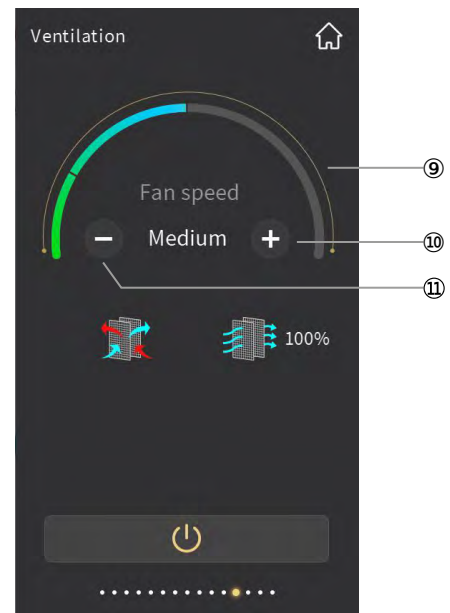 Ventilation
⑨
Fan speed
− Medium +
⑩
⑪
100%